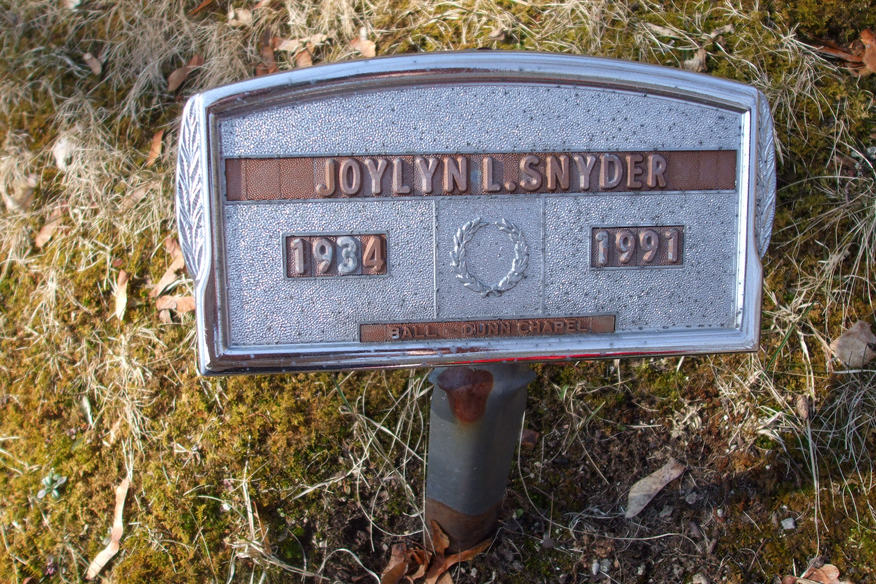 JOYLYN L. SNYDER
1934 1991
BALL & DUNN CHAPEL